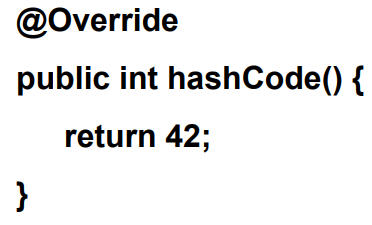 @Override
public int hashCode() {
return 42;
}